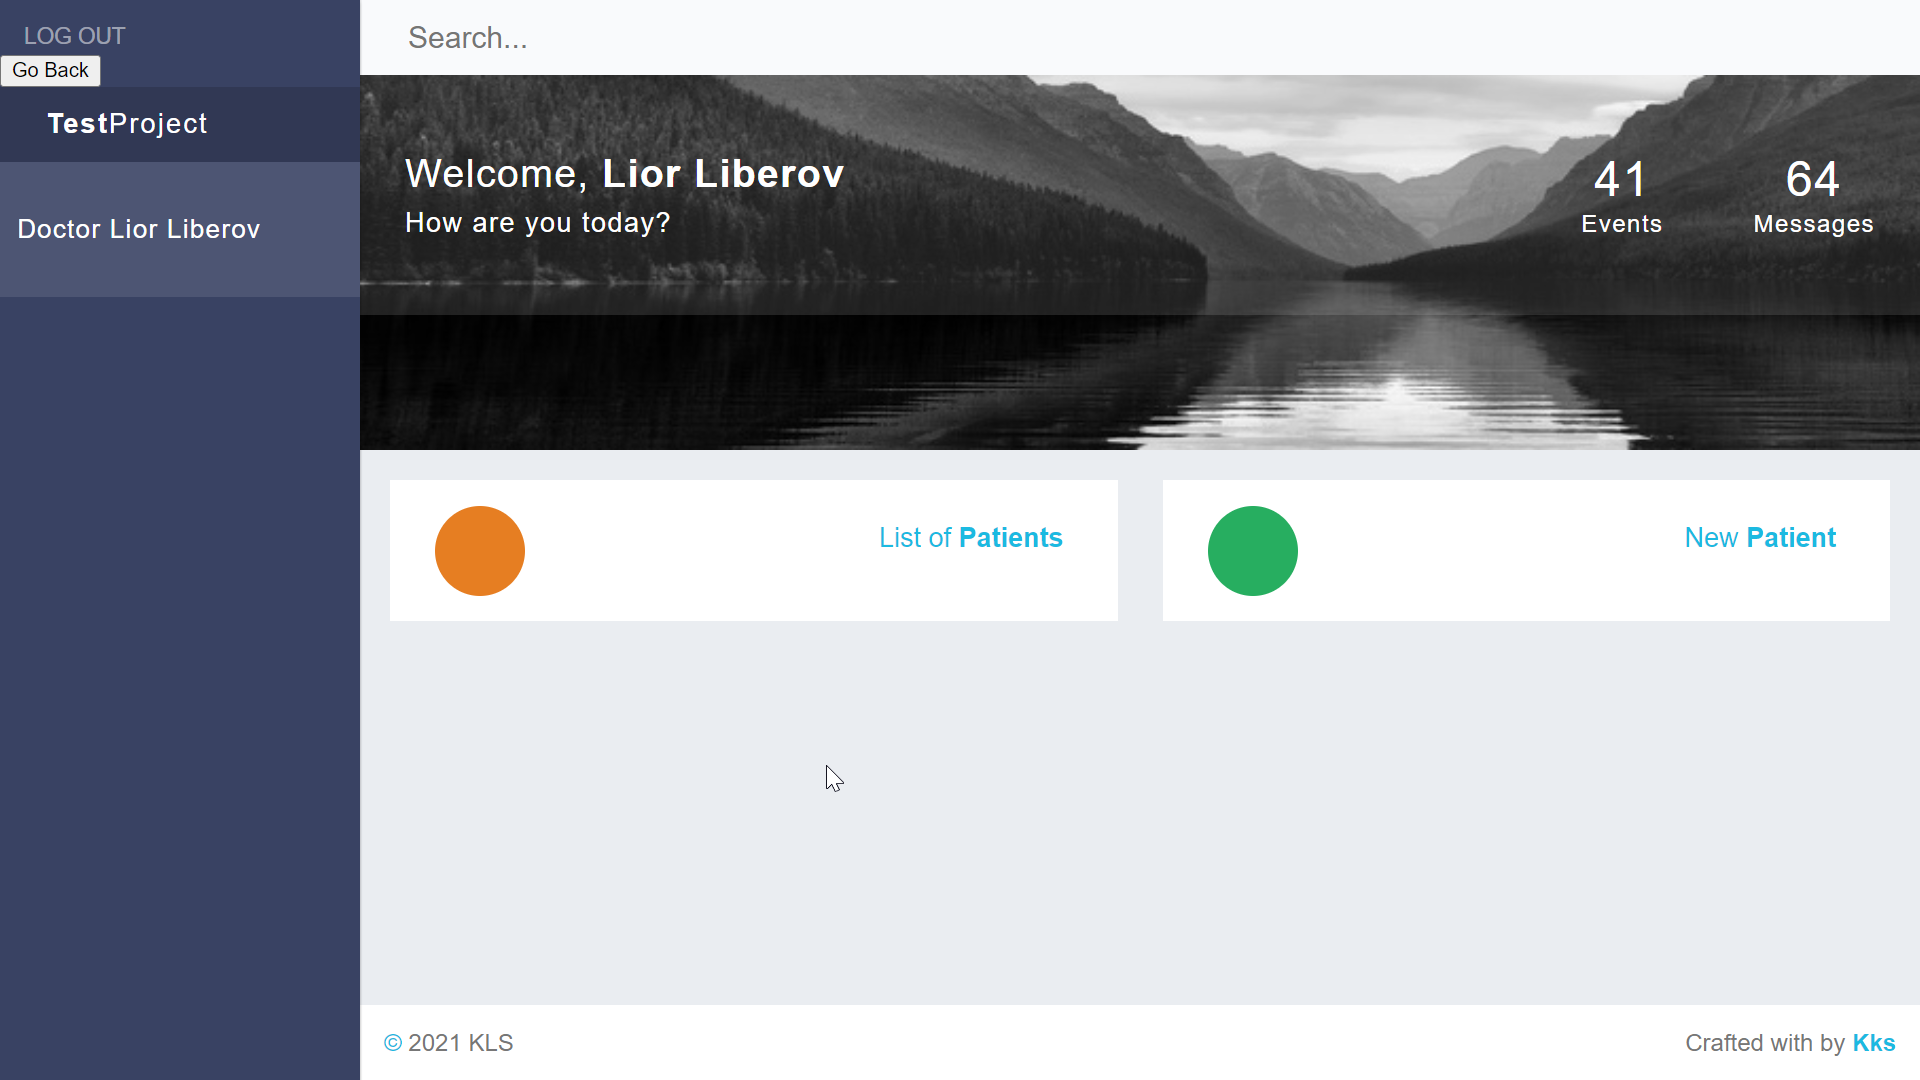 LOG OUT
Go Back
TestProject
Doctor Lior Liberov
Search...
Welcome, Lior Liberov
How are you today?
41
Events
64
Messages
List of Patients
New Patient
© 2021 KLS
Crafted with by Kks